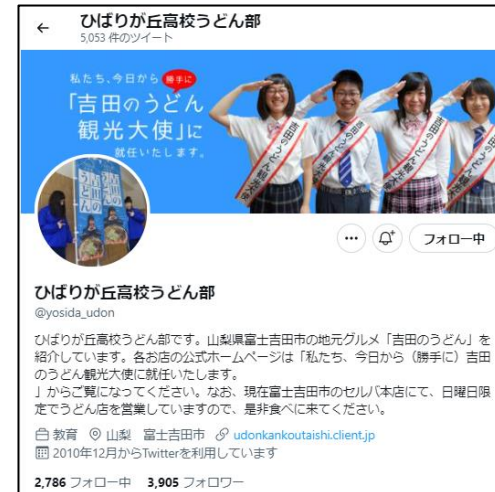 ひばりが丘高校うどん部
5,053 件のツイート
私たち、今日から 勝手に
「吉田のうどん
観光大使」に
就任いたします。
フォロー中
ひばりが丘高校うどん部
@yosida_udon
ひばりが丘高校うどん部です。山梨県富士吉田市の地元グルメ「吉田のうどん」を
紹介しています。各お店の公式ホームページは「私たち、今日から（勝手に）吉田
のうどん観光大使に就任いたします。
」からご覧になってください。なお、現在富士吉田市のセルバ本店にて、日曜日限
定でうどん店を営業していますので、是非食べに来てください。
教育 山梨 富士吉田市 udonkankoutaishi.client.jp
2010年12月からTwitterを利用しています
2,786 フォロー中 3,905 フォロワー